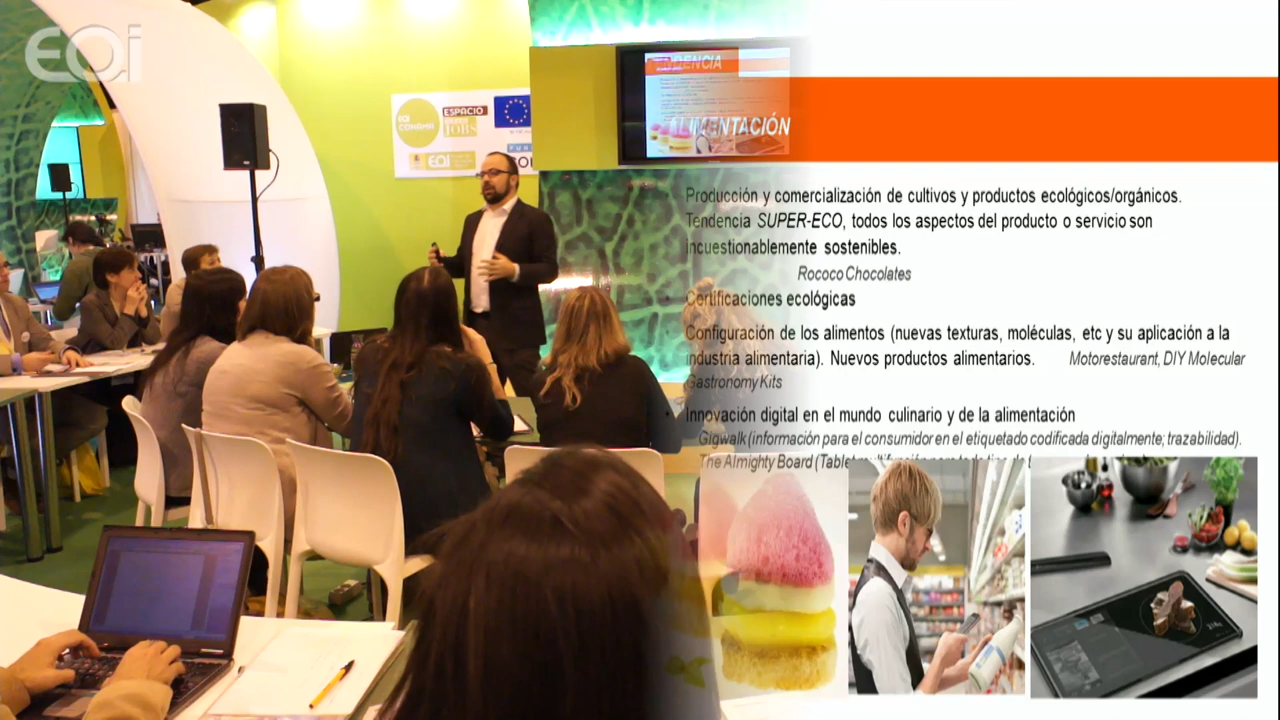 eoi
TENDENCIA
ALIMENTACIÓN
eoi
CONAMA
ESPACIO
eoi
Producción y comercialización de cultivos y productos ecológicos/orgánicos.
Tendencia SUPER-ECO, todos los aspectos del producto o servicio son
incuestionablemente sostenibles.
Rococo Chocolates
Certificaciones ecológicas
Configuración de los alimentos (nuevas texturas, moléculas, etc y su aplicación a la
industria alimentaria). Nuevos productos alimentarios. Motorestaurant, DIY Molecular
Gastronomy Kits
• Innovación digital en el mundo culinario y de la alimentación
Gigwalk (información para el consumidor en el etiquetado codificada digitalmente; trazabilidad).
The Almighty Board (Tablet